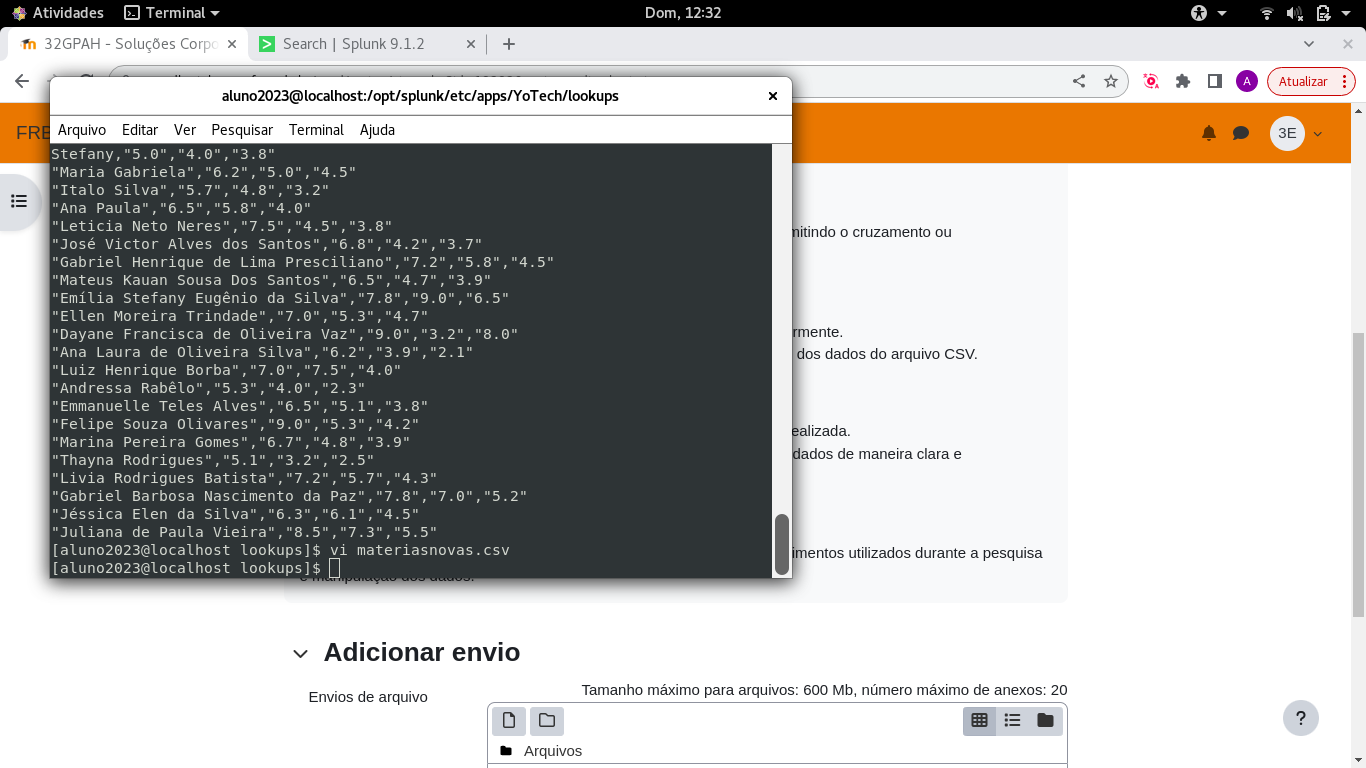 Atividades Terminal Dom, 12:32
32GPAH - Soluções Corpo Search | Splunk 9.1.2
A Atualizar
aluno2023@localhost:/opt/splunk/etc/apps/YoTech/lookups
Arquivo Editar Ver Pesquisar Terminal Ajuda
FRE 3E
Stefany,"5.0","4.0","3.8"
"Maria Gabriela","6.2","5.0","4.5"
"Italo Silva","5.7","4.8","3.2"
"Ana Paula","6.5","5.8","4.0"
"Leticia Neto Neres","7.5","4.5","3.8"
"José Victor Alves dos Santos","6.8","4.2","3.7"
"Gabriel Henrique de Lima Presciliano","7.2","5.8","4.5"
"Mateus Kauan Sousa Dos Santos","6.5","4.7","3.9"
"Emília Stefany Eugênio da Silva","7.8","9.0","6.5"
"Ellen Moreira Trindade","7.0","5.3","4.7"
"Dayane Francisca de Oliveira Vaz","9.0","3.2","8.0"
"Ana Laura de Oliveira Silva","6.2","3.9","2.1"
"Luiz Henrique Borba","7.0","7.5","4.0"
"Andressa Rabêlo","5.3","4.0","2.3"
"Emmanuelle Teles Alves","6.5","5.1","3.8"
"Felipe Souza Olivares","9.0","5.3","4.2"
"Marina Pereira Gomes","6.7","4.8","3.9"
"Thayna Rodrigues","5.1","3.2","2.5"
"Livia Rodrigues Batista","7.2","5.7","4.3"
"Gabriel Barbosa Nascimento da Paz","7.8","7.0","5.2"
"Jéssica Elen da Silva","6.3","6.1","4.5"
"Juliana de Paula Vieira","8.5","7.3","5.5"
[aluno2023@localhost lookups]$ vi materiasnovas.csv
[aluno2023@localhost lookups]$
mitindo o cruzamento ou
rmente.
dos dados do arquivo CSV.
ealizada.
dados de maneira clara e
imentos utilizados durante a pesquisa
e manipulação dos dados.
Adicionar envio
Envios de arquivo
Tamanho máximo para arquivos: 600 Mb, número máximo de anexos: 20
?
Arquivos